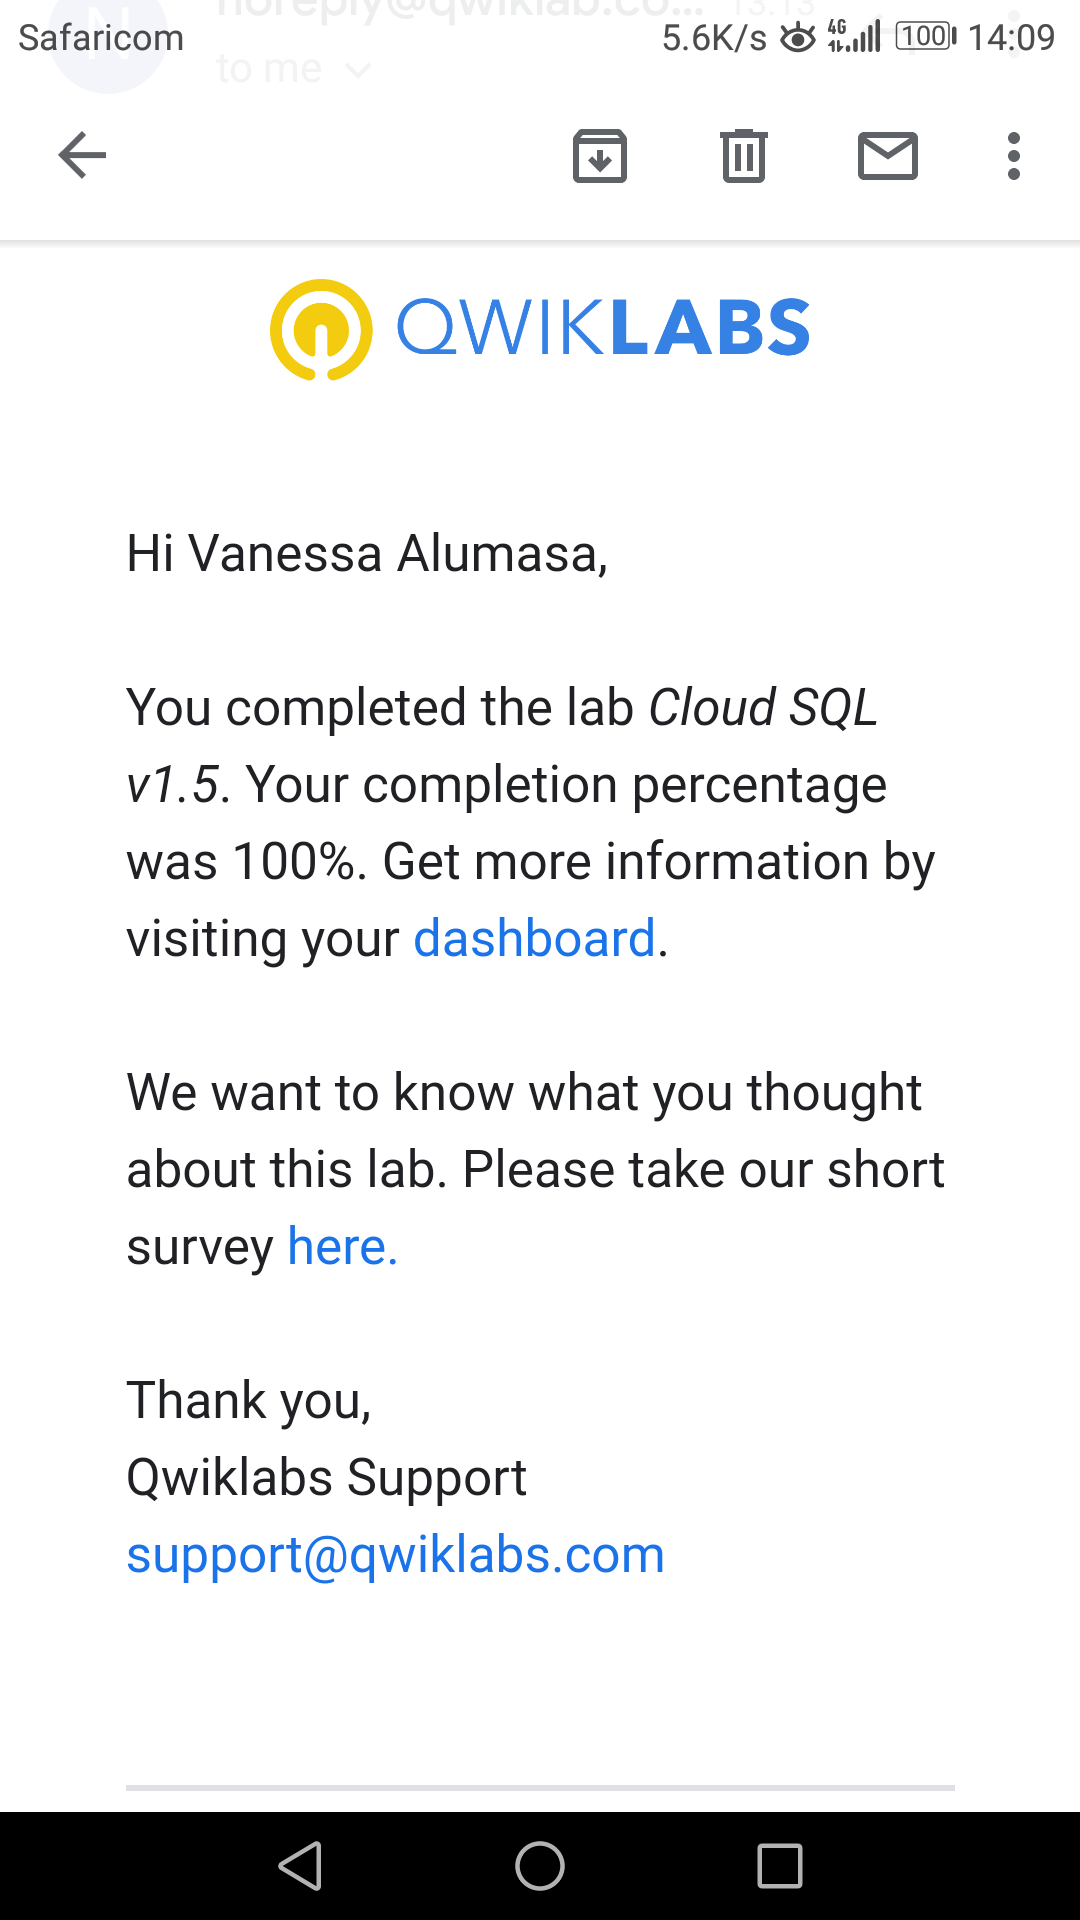 noreply@qwiklab.co... 13:13
Safaricom 5.6K/s 4G 100 14:09
N
to me
QWIKLABS
Hi Vanessa Alumasa,
You completed the lab Cloud SQL
v1.5. Your completion percentage
was 100%. Get more information by
visiting your dashboard.
We want to know what you thought
about this lab. Please take our short
survey here.
Thank you,
Qwiklabs Support
support@qwiklabs.com